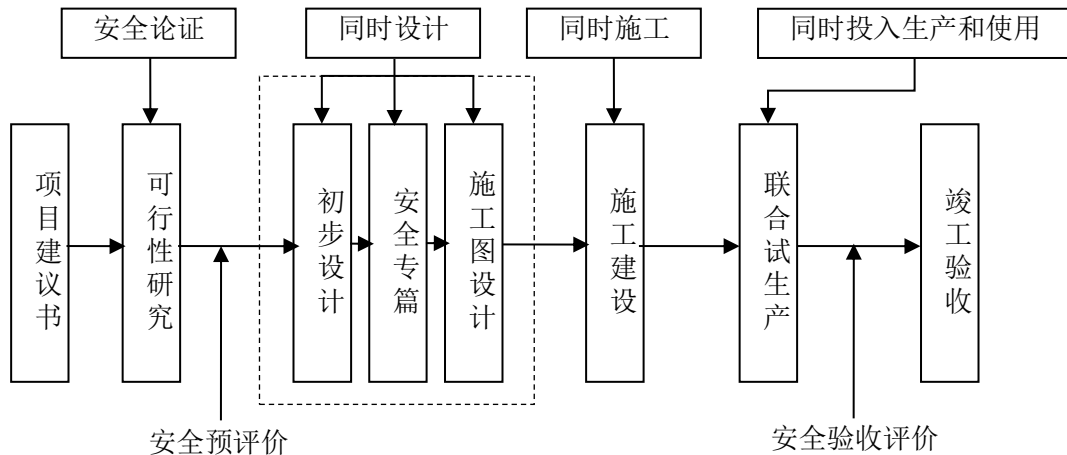 安全论证
同时设计
同时施工
同时投入生产和使用
项目建议书
可行性研究
初步设计
安全专篇
施工图设计
施工建设
联合试生产
竣工验收
安全预评价
安全验收评价